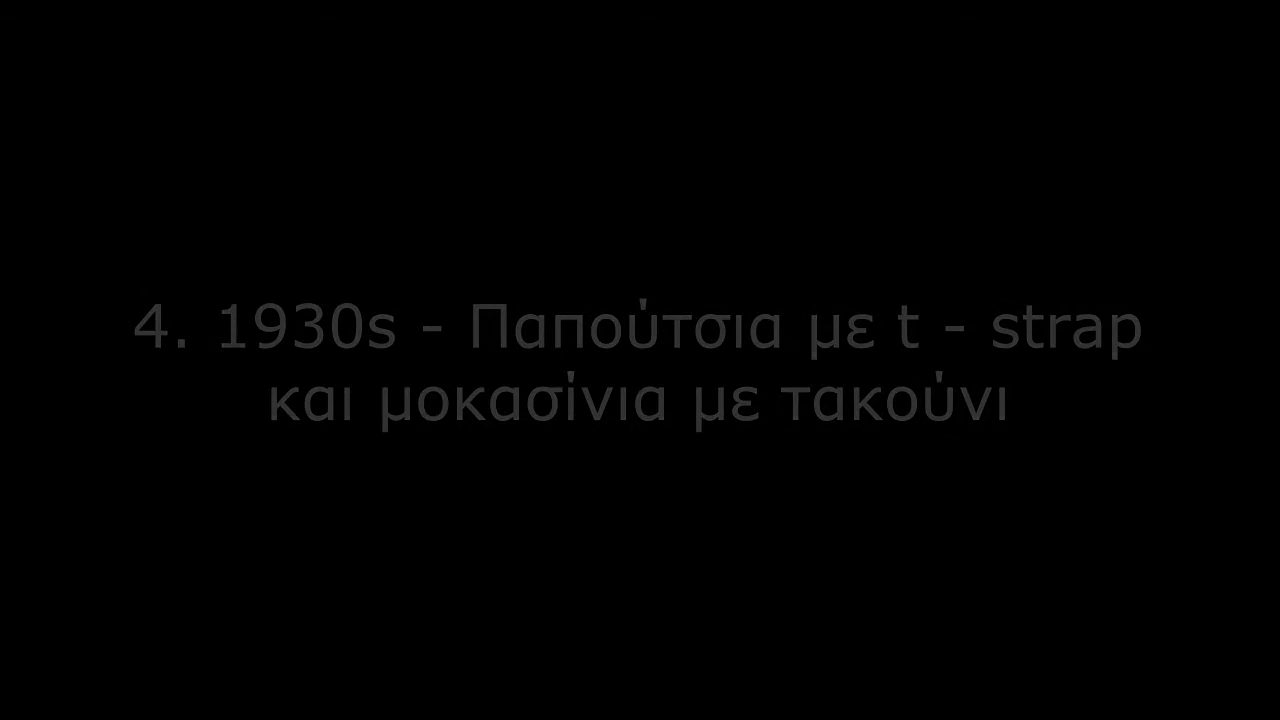 4. 1930s - Παπούτσια με t - strap
και μοκασίνια με τακούνι